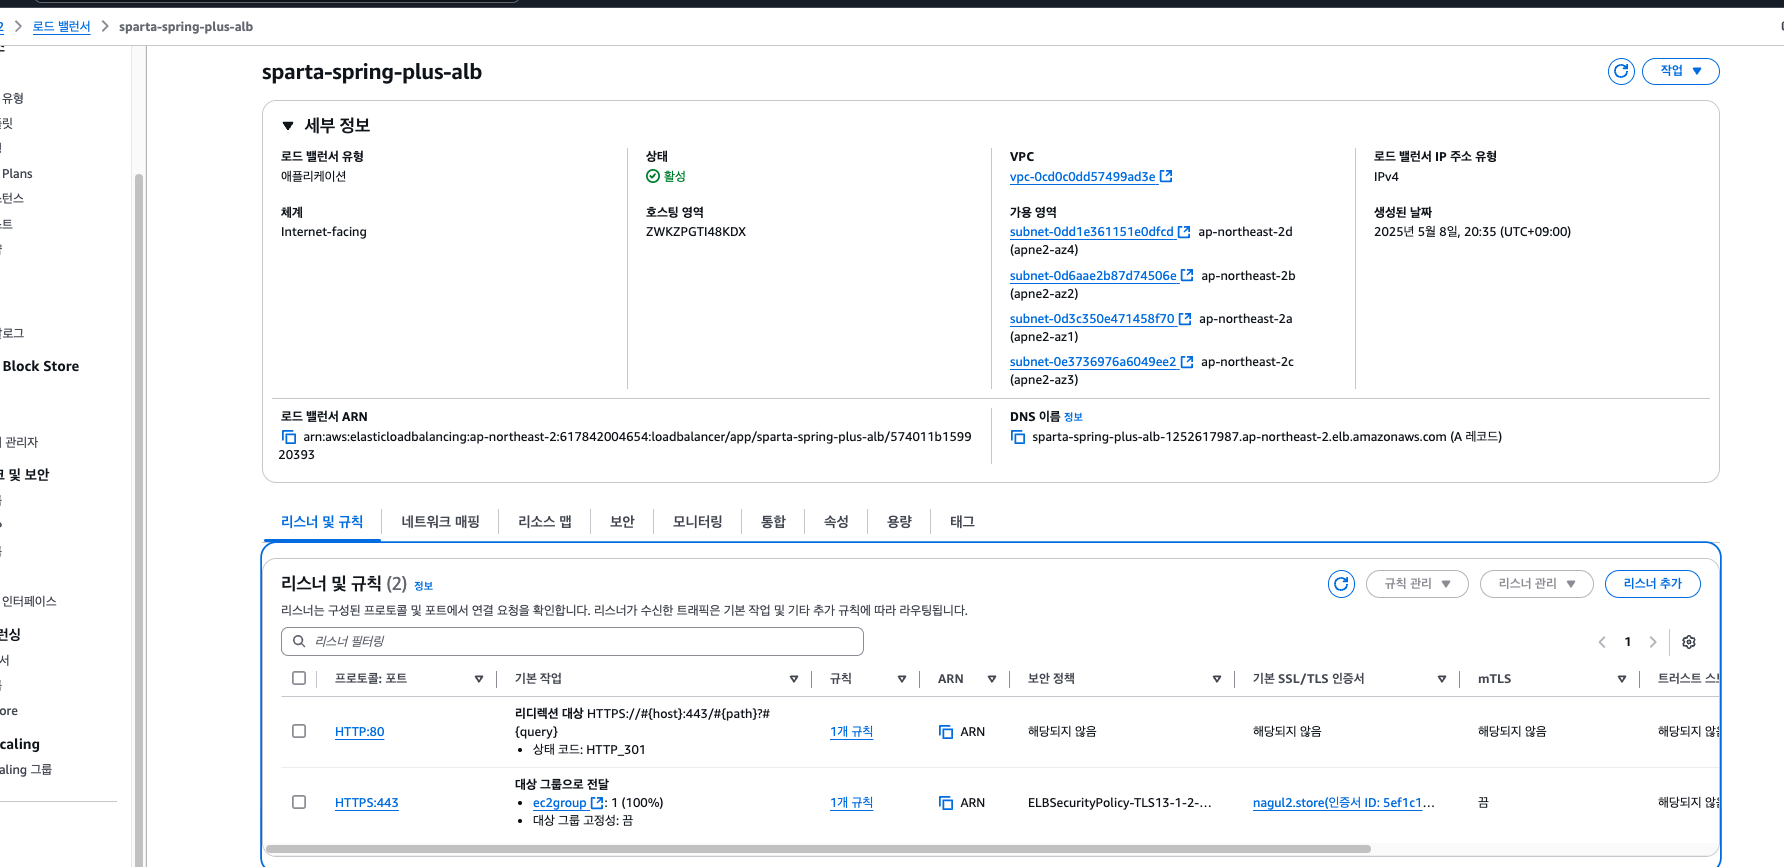 로드 밸런서
sparta-spring-plus-alb
유형
Plans
Block Store
관리자
및 보안
인터페이스
sparta-spring-plus-alb
작업
세부 정보
로드 밸런서 유형
애플리케이션
상태
활성
VPC
vpc-0cd0c0dd57499ad3e
로드 밸런서 IP 주소 유형
IPv4
체계
Internet-facing
호스팅 영역
ZWKZPGTI48KDX
가용 영역
subnet-0dd1e361151e0dfcd ap-northeast-2d
(apne2-az4)
subnet-0d6aae2b87d74506e ap-northeast-2b
(apne2-az2)
subnet-0d3c350e471458f70 ap-northeast-2a
(apne2-az1)
subnet-0e3736976a6049ee2 ap-northeast-2c
(apne2-az3)
생성된 날짜
2025년 5월 8일, 20:35 (UTC+09:00)
로드 밸런서 ARN
arn:aws:elasticloadbalancing:ap-northeast-2:617842004654:loadbalancer/app/sparta-spring-plus-alb/574011b1599
20393
DNS 이름 정보
sparta-spring-plus-alb-1252617987.ap-northeast-2.elb.amazonaws.com (A 레코드)
리스너 및 규칙 네트워크 매핑 리소스 맵 보안 모니터링 통합 속성 용량 태그
리스너 및 규칙 (2) 정보
규칙 관리 리스너 관리 리스너 추가
리스너는 구성된 프로토콜 및 포트에서 연결 요청을 확인합니다. 리스너가 수신한 트래픽은 기본 작업 및 기타 추가 규칙에 따라 라우팅됩니다.
리스너 필터링
1
프로토콜: 포트 기본 작업 규칙 ARN 보안 정책 기본 SSL/TLS 인증서 mTLS 트러스트
HTTP:80
리디렉션 대상 HTTPS://#{host}:443/#{path}?#
{query}
• 상태 코드: HTTP_301
1개 규칙 ARN 해당되지 않음 해당되지 않음 해당되지 않음 해당되지 않음
HTTPS:443
대상 그룹으로 전달
• ec2group: 1 (100%)
• 대상 그룹 고정성: 끔
1개 규칙 ARN ELBSecurityPolicy-TLS13-1-2-... nagul2.store(인증서 ID: 5ef1c1... 끔 해당되지 않음